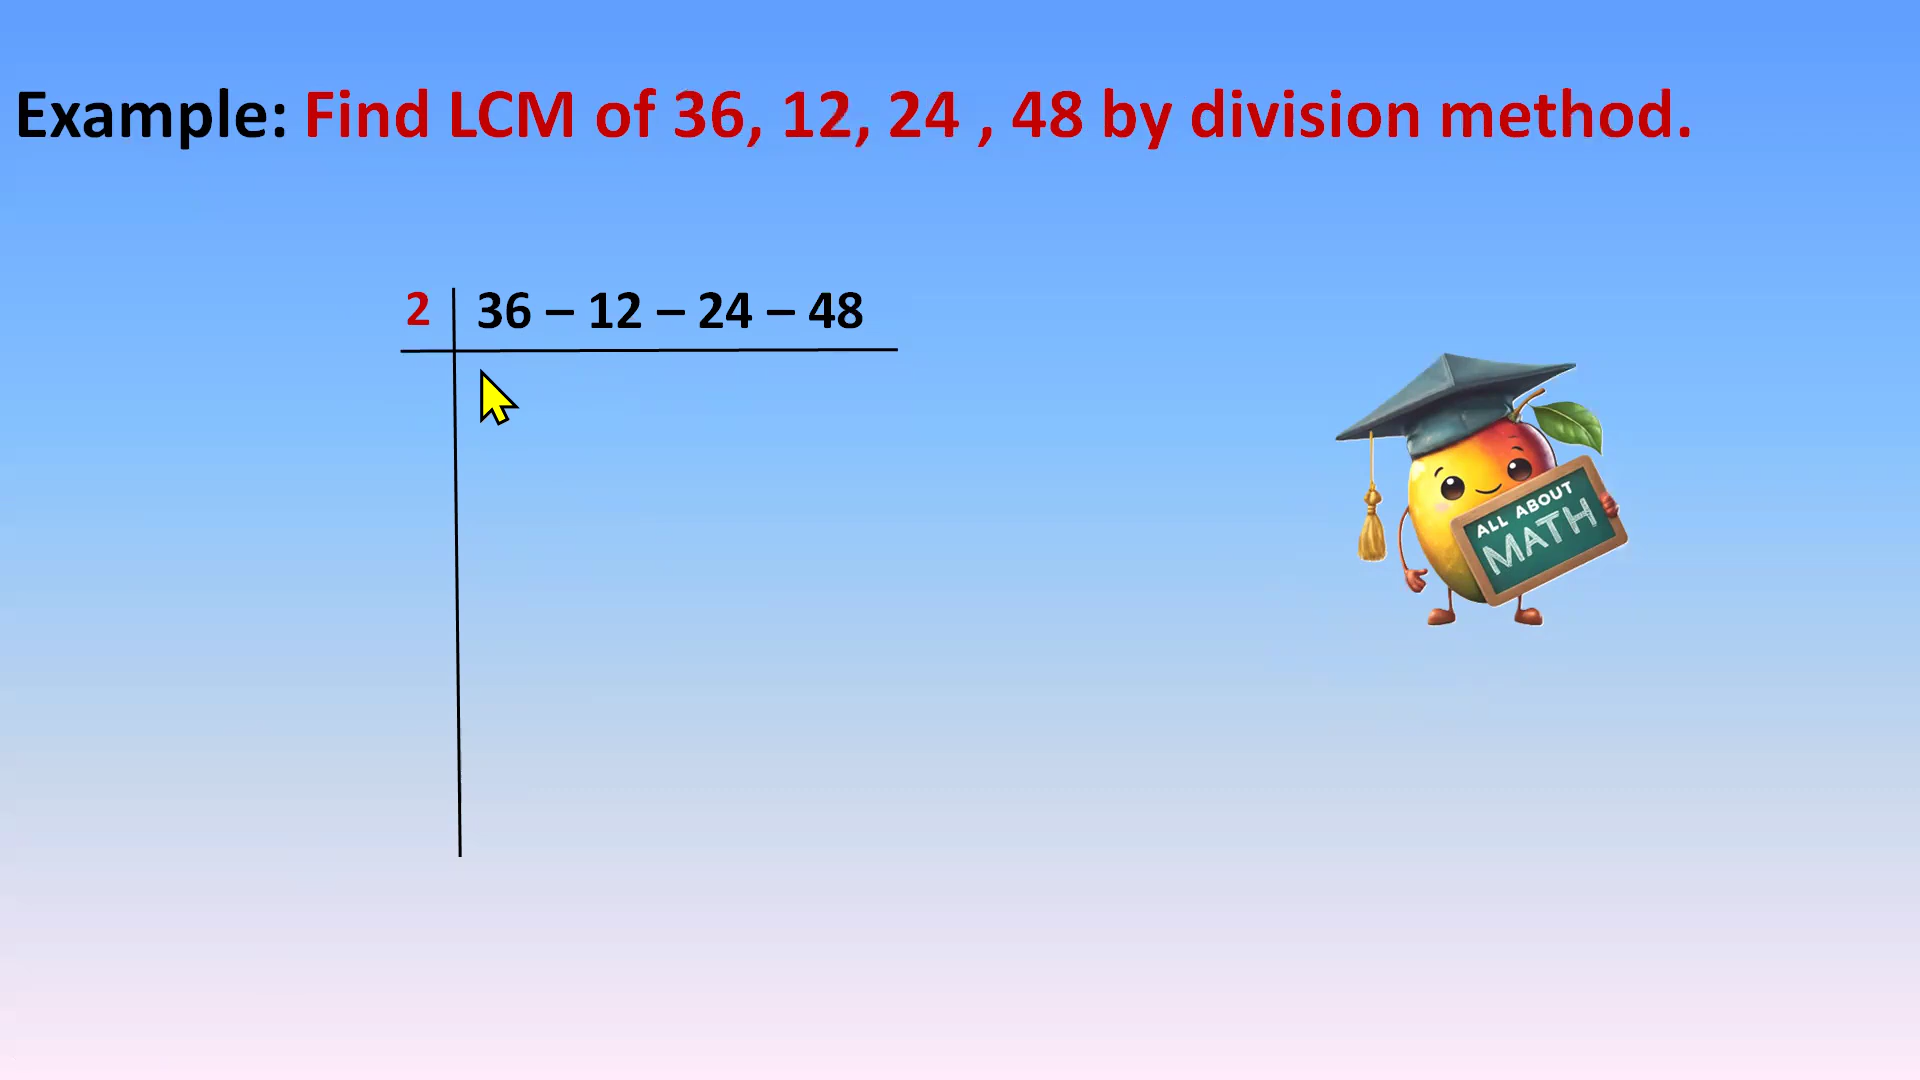 Example: Find LCM of 36, 12, 24 , 48 by division method.
2 36 – 12 – 24 – 48
ALL ABOUT
MATH